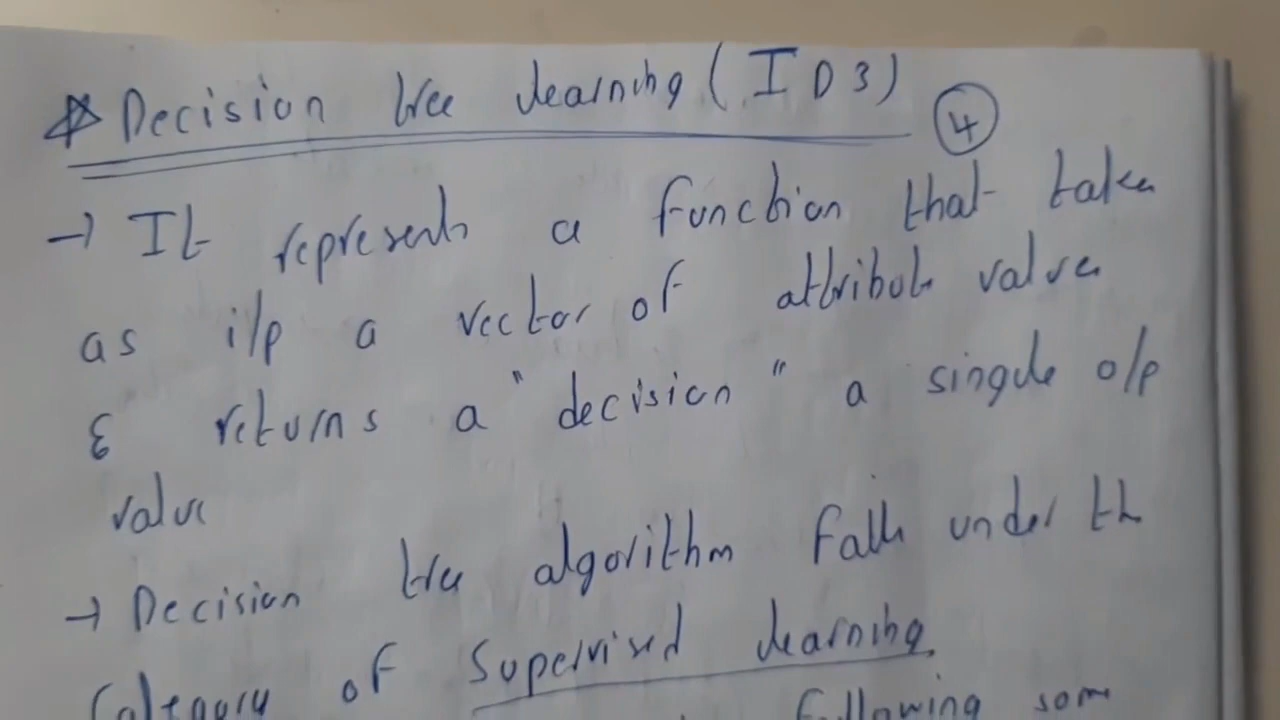 * Decision tree learning (ID3) 4
→ It represents a function that takes
as i/p a vector of attribute values
& returns a "decision" a single o/p
value
→ Decision tree algorithm falls under the
Category of Supervised learning.
following some